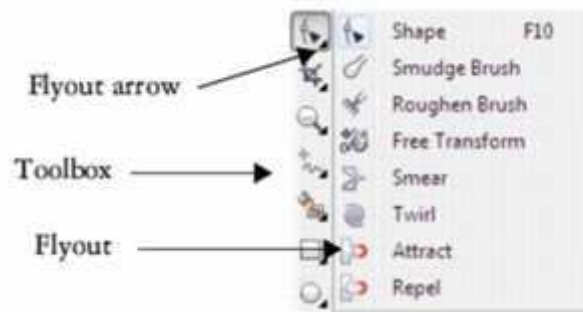 Shape F10
Smudge Brush
Flyout arrow
Roughen Brush
Free Transform
Toolbox
Smear
Twirl
Flyout
Attract
Repel